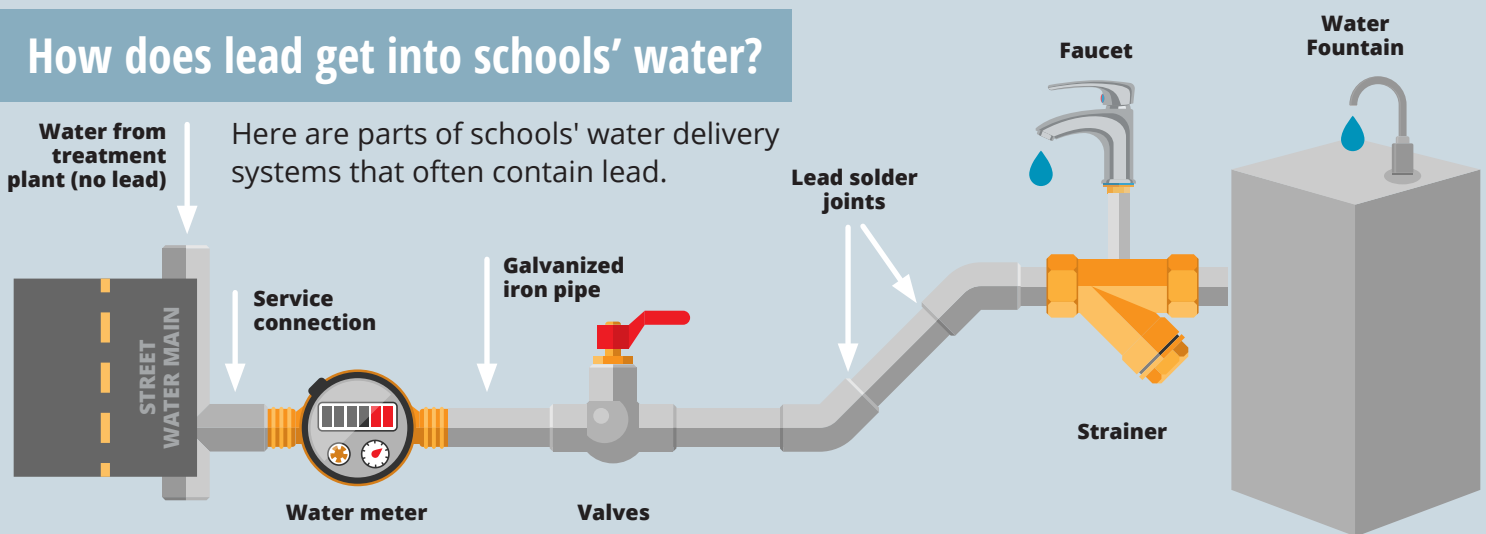 How does lead get into schools’ water?
Here are parts of schools' water delivery
systems that often contain lead.
Water from
treatment
plant (no lead)
STREET
WATER MAIN
Service
connection
Water meter
Galvanized
iron pipe
Valves
Lead solder
joints
Faucet
Strainer
Water
Fountain